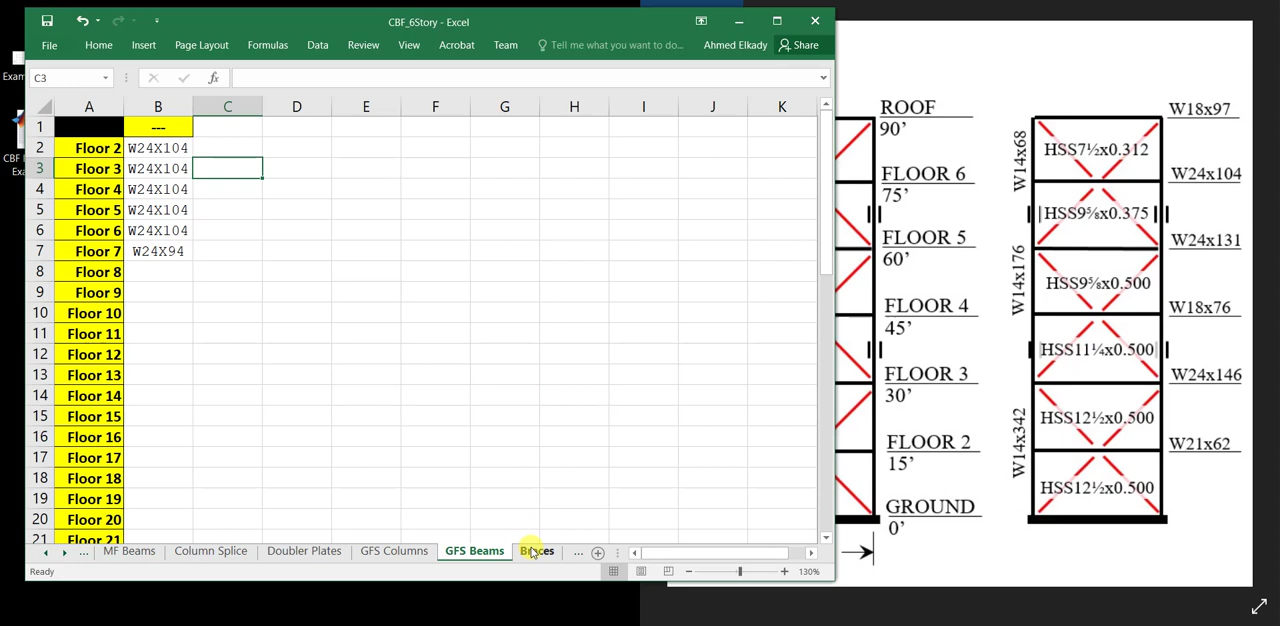 CBF_6Story - Excel
File Home Insert Page Layout Formulas Data Review View Acrobat Team Tell me what you want to do... Ahmed Elkady Share
C3 fx
A B C D E F G H I J K
1 ---
2 Floor 2 W24X104
3 Floor 3 W24X104
4 Floor 4 W24X104
5 Floor 5 W24X104
6 Floor 6 W24X104
7 Floor 7 W24X94
8 Floor 8
9 Floor 9
10 Floor 10
11 Floor 11
12 Floor 12
13 Floor 13
14 Floor 14
15 Floor 15
16 Floor 16
17 Floor 17
18 Floor 18
19 Floor 19
20 Floor 20
21 Floor 21
... MF Beams Column Splice Doubler Plates GFS Columns GFS Beams Braces ...
Ready 130%
Exam
CBF
Exa
ROOF
90’
FLOOR 6
75’
FLOOR 5
60’
FLOOR 4
45’
FLOOR 3
30’
FLOOR 2
15’
GROUND
0’
W14x68
W14x176
W14x342
HSS7½x0.312
HSS9⅝x0.375
HSS9⅝x0.500
HSS11¼x0.500
HSS12½x0.500
HSS12½x0.500
W18x97
W24x104
W24x131
W18x76
W24x146
W21x62